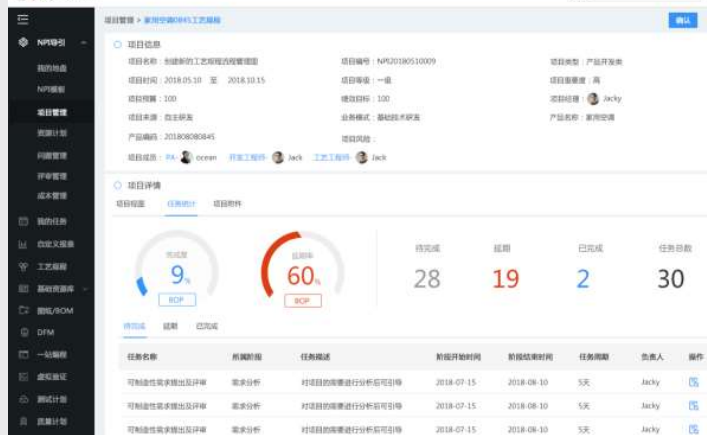 项目管理 > 家用空调0845工艺规程
确认
NPI导引
我的地盘
NPI模板
项目管理
资源计划
问题管理
评审管理
成本管理
我的任务
自定义报表
工艺规程
基础资源库
图纸/BOM
DFM
一站编程
虚拟验证
测试计划
质量计划
项目信息
项目名称：创建新的工艺规程流程管理图
项目编号：NPI20180510009
项目类型：产品开发类
项目时间：2018.05.10 至 2018.10.15
项目等级：一级
项目重要度：高
项目预算：100
绩效目标：100
项目经理： Jacky
项目来源：自主研发
业务模式：基础技术研发
产品名称：家用空调
产品编码：201808080845
项目风险：
项目成员： PA- ocean 开发工程师- Jack 工艺工程师- Jack
项目详情
项目视图 任务统计 项目附件
完成度
9%
BOP
延期率
60%
BOP
待完成
28
延期
19
已完成
2
任务总数
30
待完成 延期 已完成
任务名称 所属阶段 任务描述 阶段开始时间 阶段结束时间 任务周期 负责人 操作
可制造性需求提出及评审 需求分析 对项目的需要进行分析后可引导 2018-07-15 2018-08-10 5天 Jacky
可制造性需求提出及评审 需求分析 对项目的需要进行分析后可引导 2018-07-15 2018-08-10 5天 Jacky
可制造性需求提出及评审 需求分析 对项目的需要进行分析后可引导 2018-07-15 2018-08-10 5天 Jacky